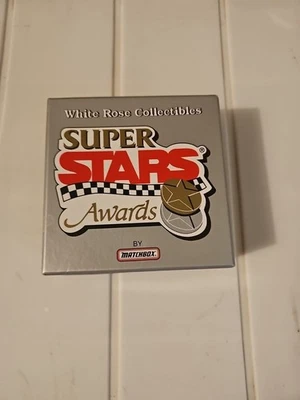 White Rose Collectibles
SUPER
STARS®
Awards
BY
MATCHBOX